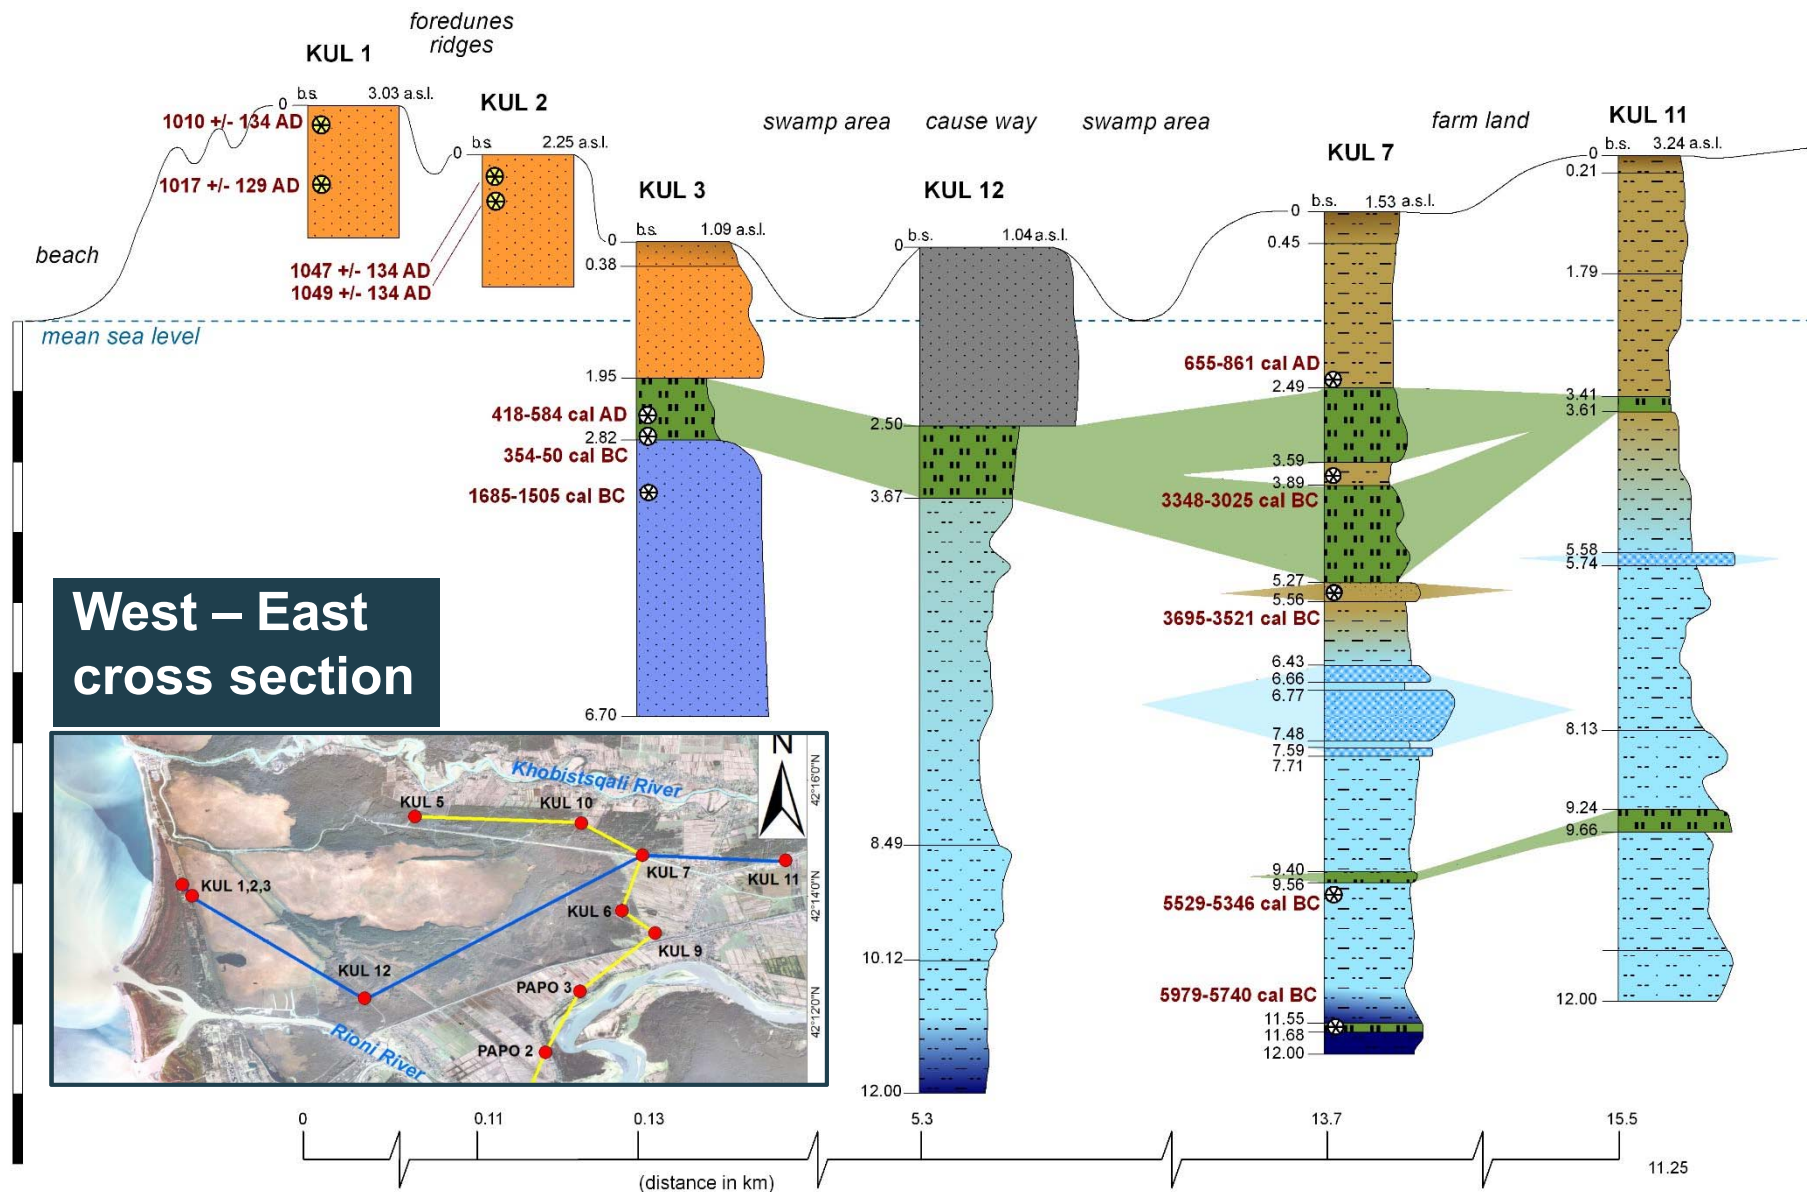 foredunes
ridges
KUL 1
b.s. 3.03 a.s.l.
0
1010 +/- 134 AD
1017 +/- 129 AD
KUL 2
b.s. 2.25 a.s.l.
0
1047 +/- 134 AD
1049 +/- 134 AD
beach
mean sea level
KUL 3
b.s. 1.09 a.s.l.
0
0.38
1.95
418-584 cal AD
2.82
354-50 cal BC
1685-1505 cal BC
6.70
swamp area
cause way
swamp area
KUL 12
b.s. 1.04 a.s.l.
0
2.50
3.67
8.49
10.12
12.00
KUL 7
b.s. 1.53 a.s.l.
0
0.45
655-861 cal AD
2.49
3.59
3.89
3348-3025 cal BC
5.27
5.56
3695-3521 cal BC
6.43
6.66
6.77
7.48
7.59
7.71
9.40
9.56
5529-5346 cal BC
5979-5740 cal BC
11.55
11.68
12.00
farm land
KUL 11
b.s. 3.24 a.s.l.
0
0.21
1.79
3.41
3.61
5.58
5.74
8.13
9.24
9.66
12.00
West – East
cross section
N
Khobistsqali River
KUL 5
KUL 10
KUL 7
KUL 11
KUL 1,2,3
KUL 6
KUL 9
KUL 12
PAPO 3
PAPO 2
Rioni River
42°16'0"N
42°14'0"N
42°12'0"N
0
0.11
0.13
5.3
13.7
15.5
(distance in km)
11.25